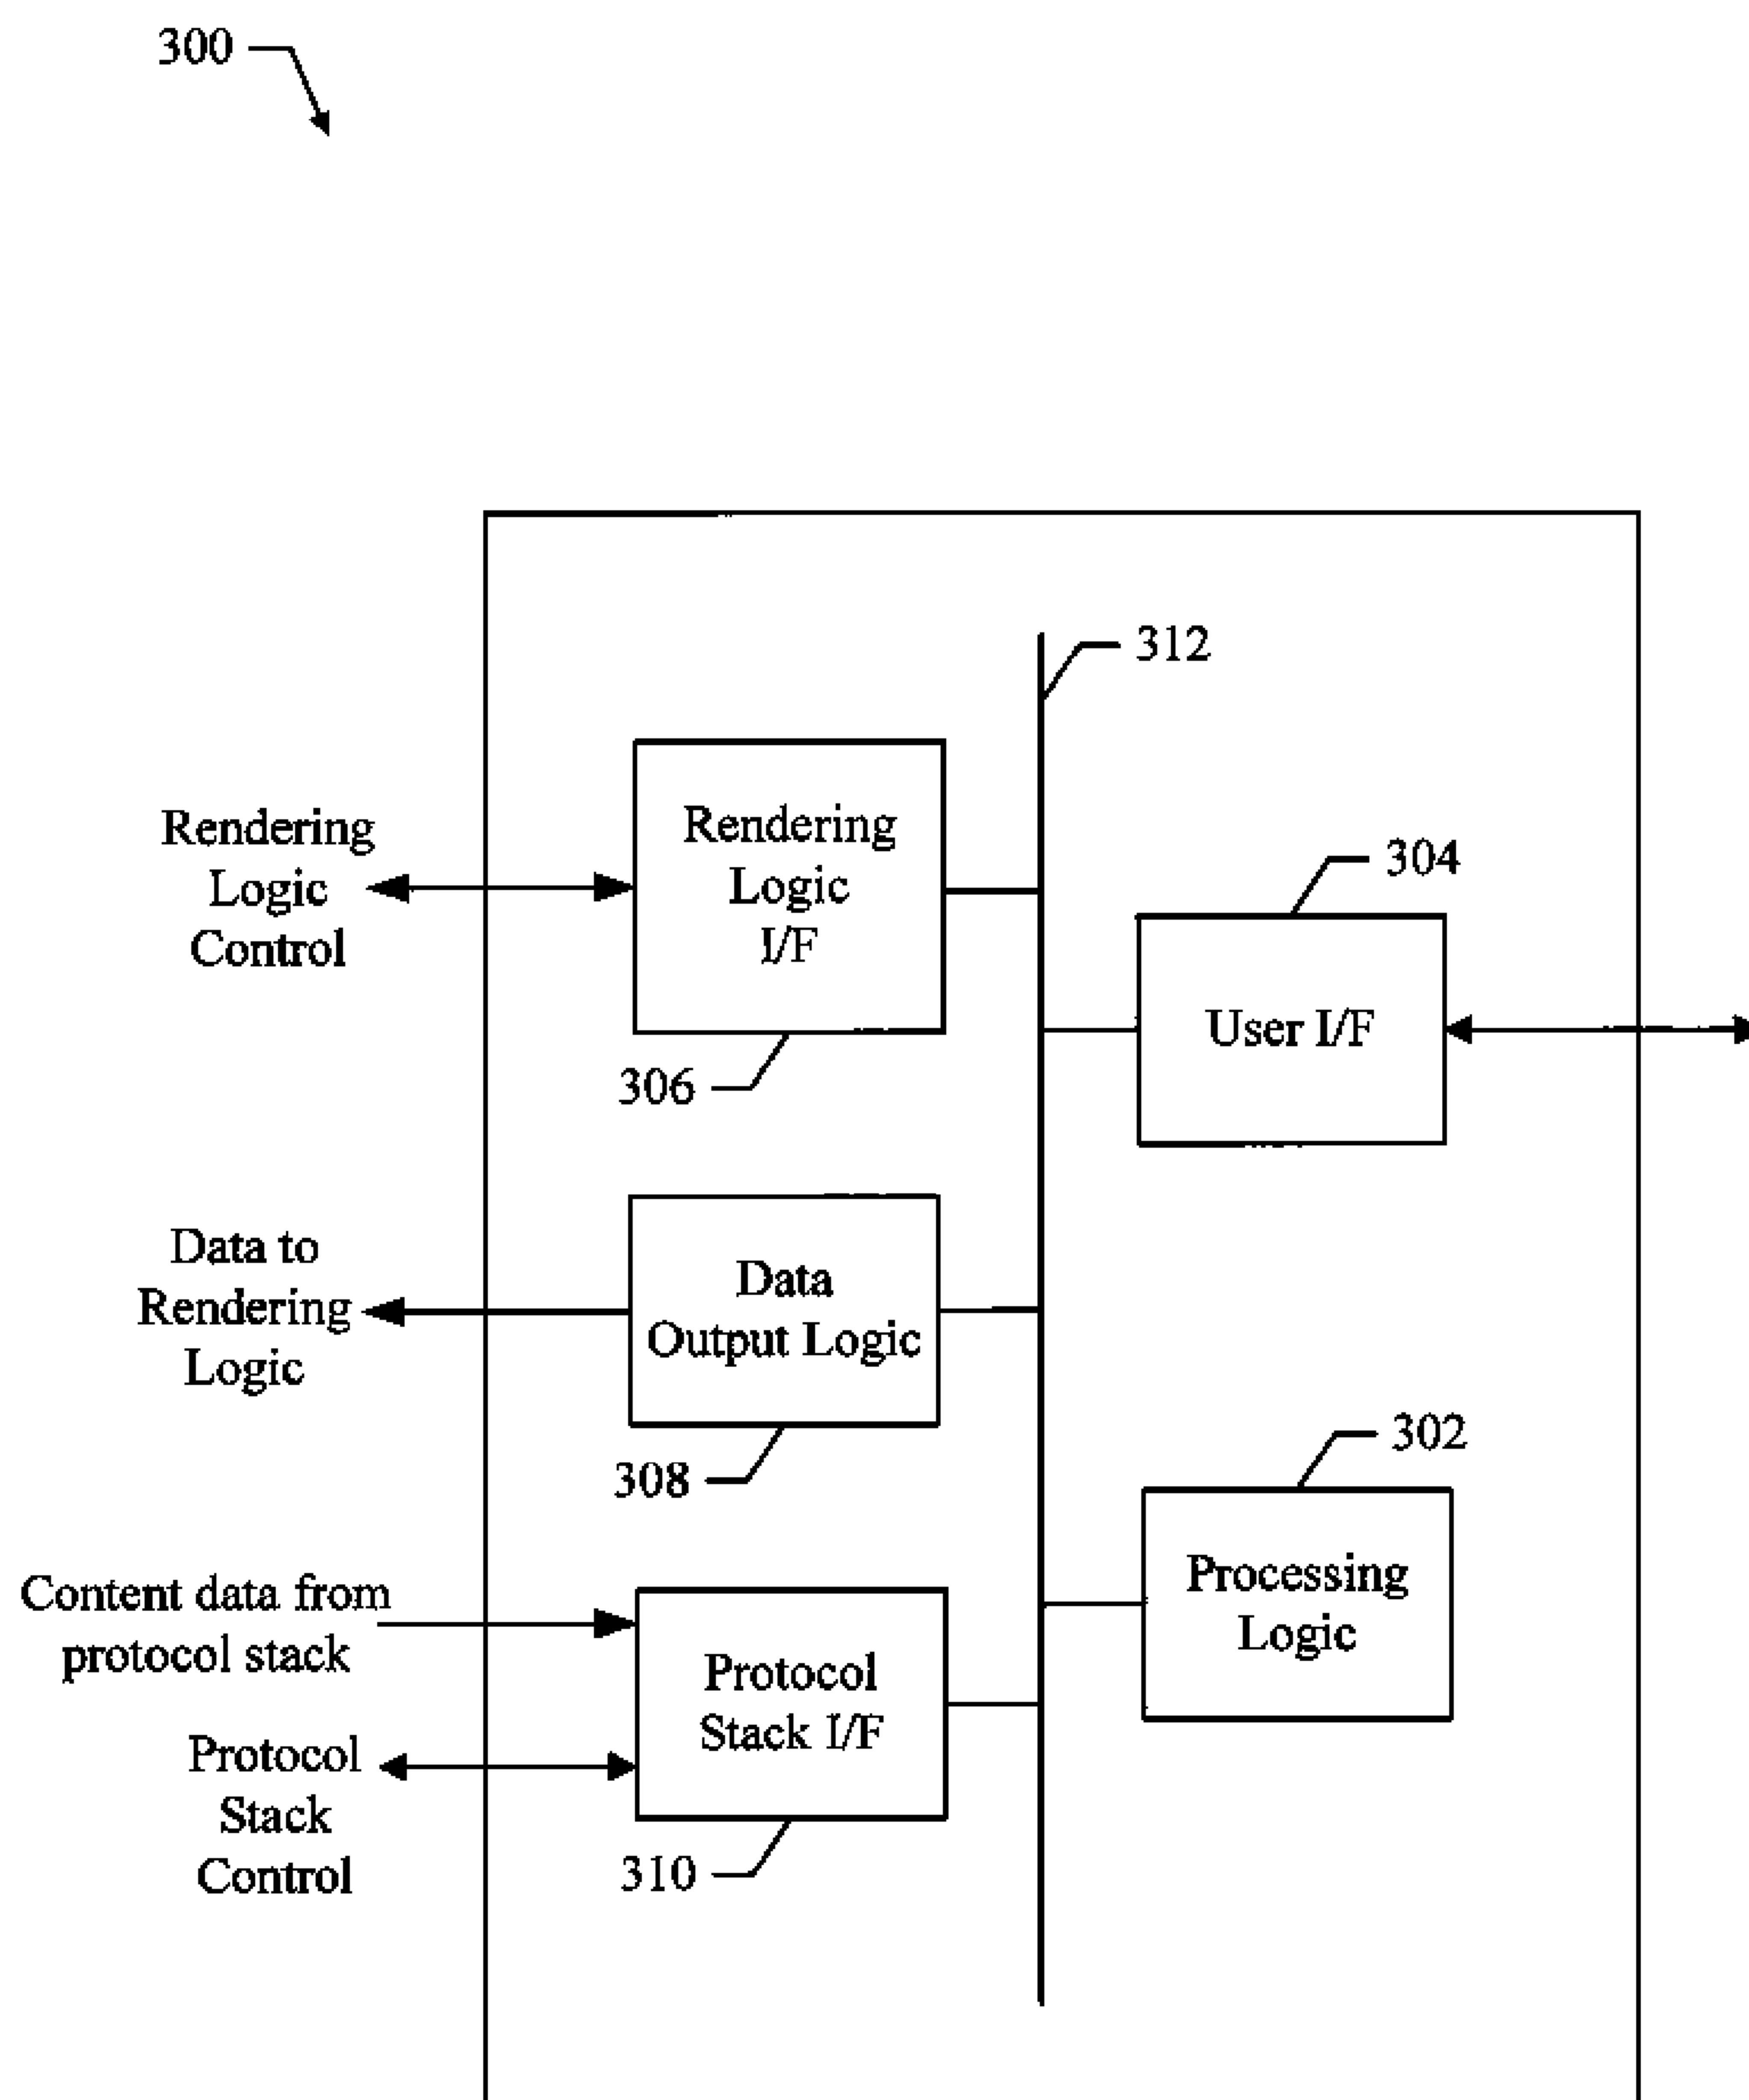 300
312
Rendering
Logic
Control
Rendering
Logic
I/F
304
User I/F
306
Data to
Rendering
Logic
Data
Output Logic
308
302
Processing
Logic
Content data from
protocol stack
Protocol
Stack I/F
Protocol
Stack
Control
310